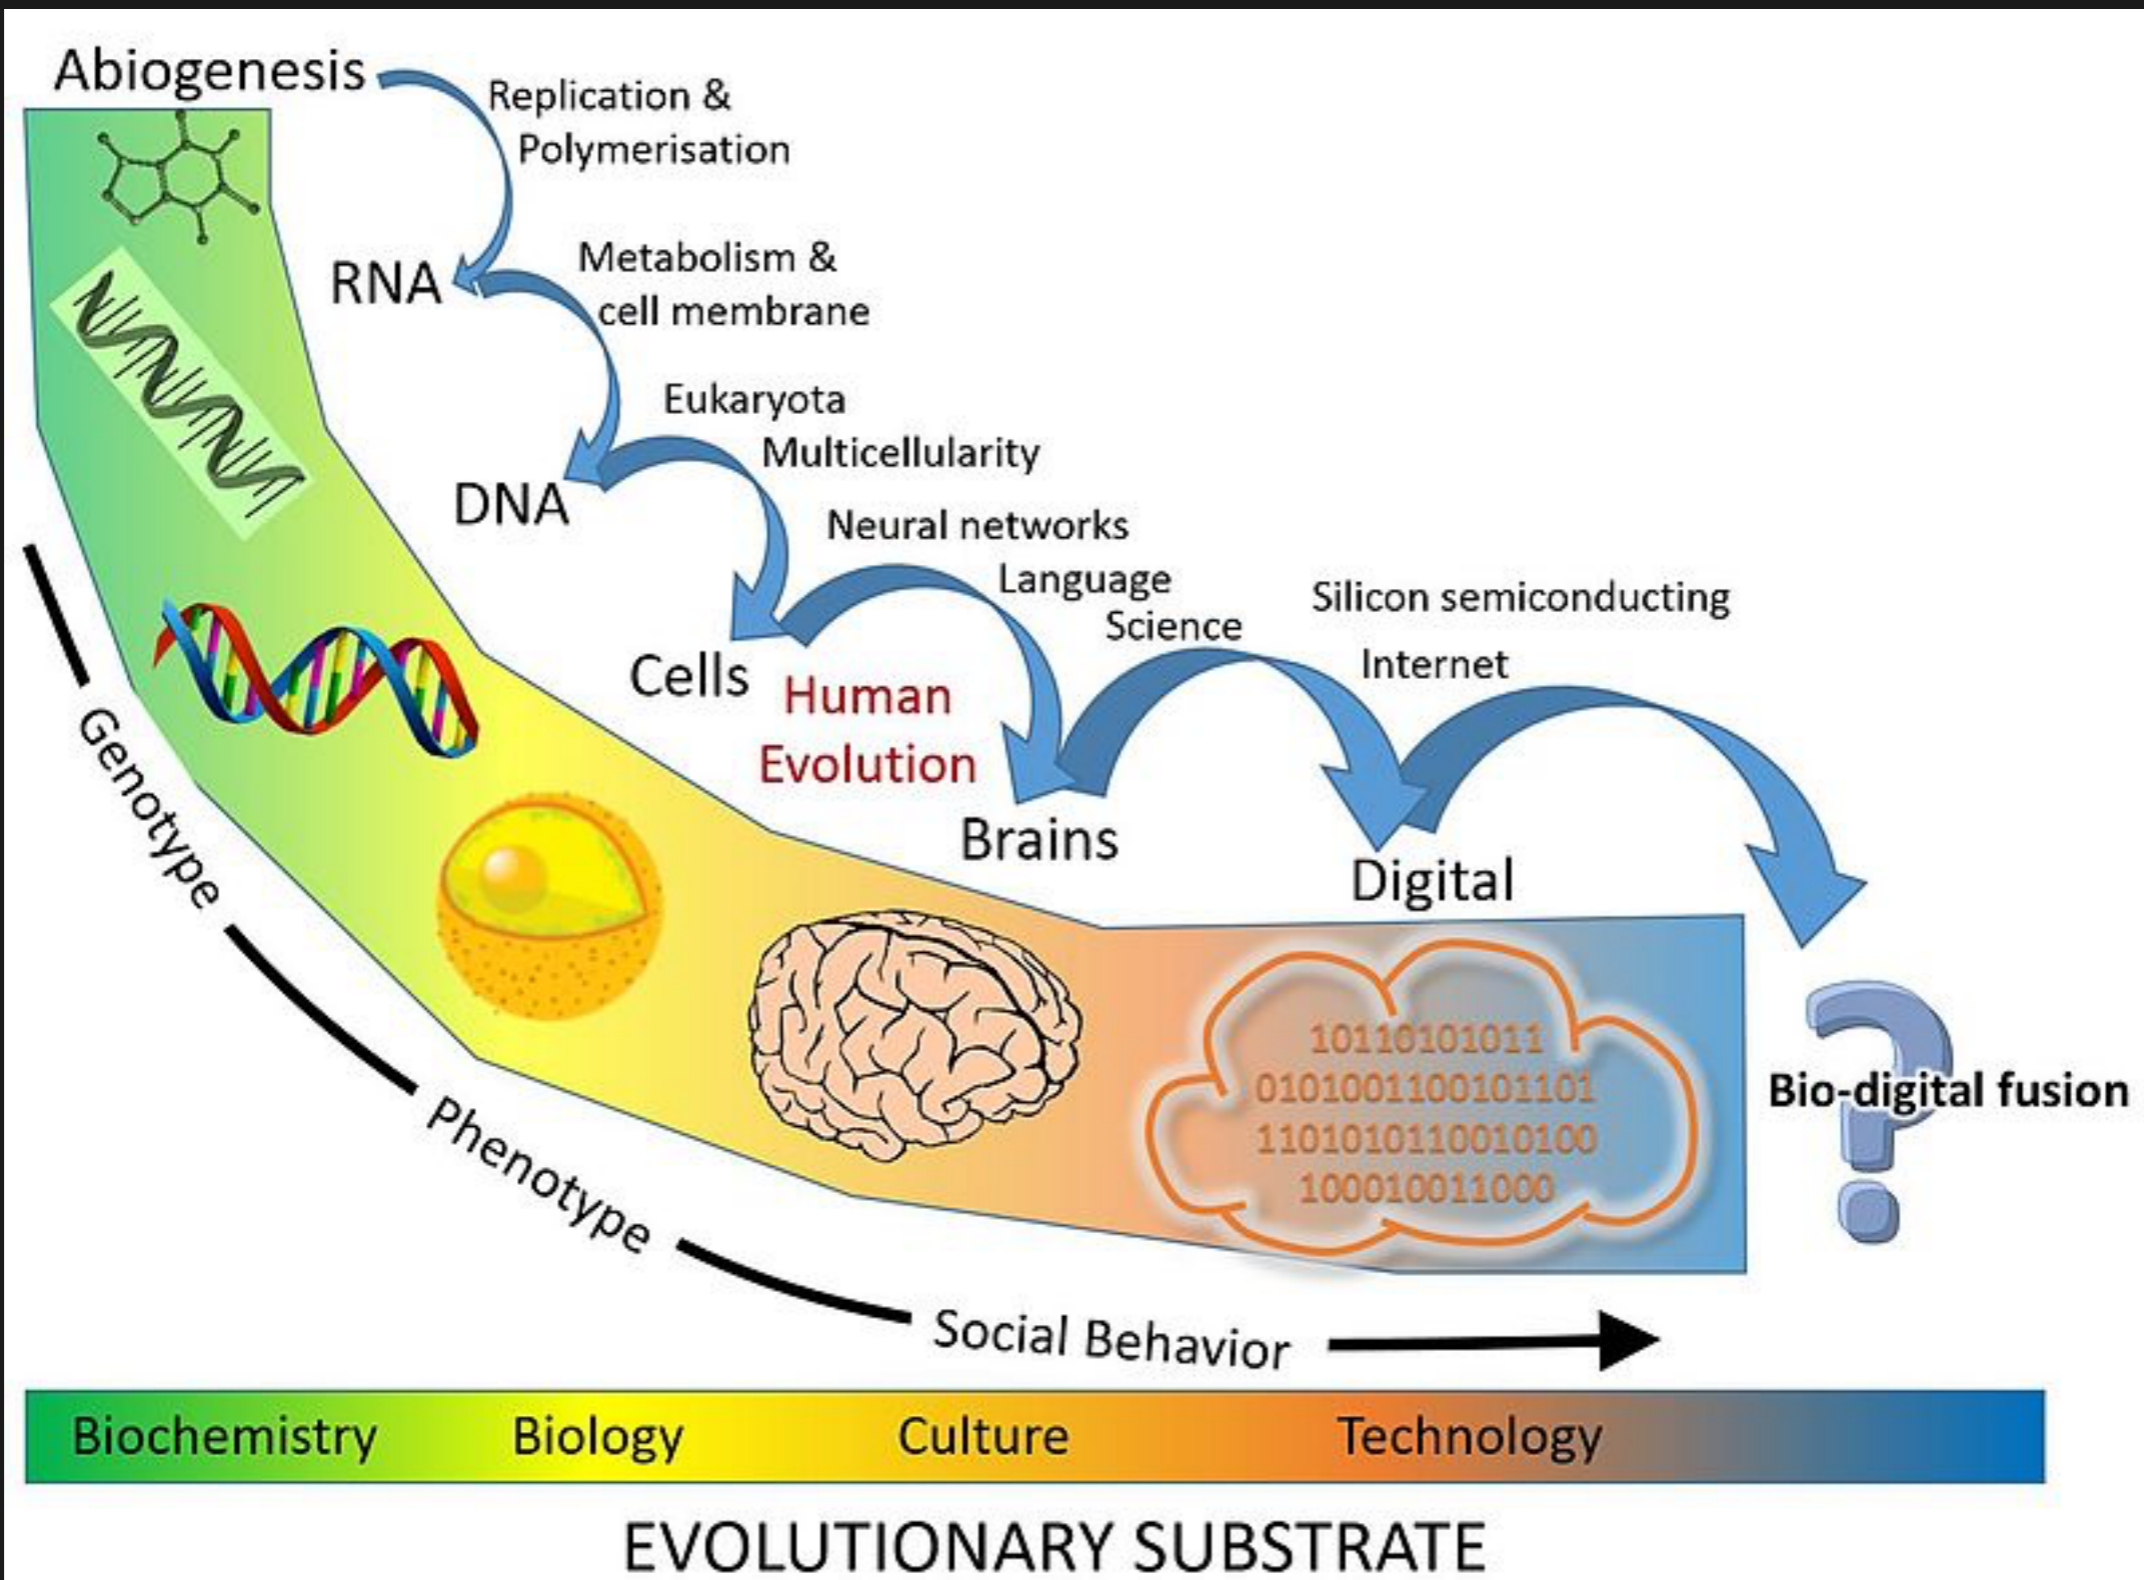 Abiogenesis
Replication &
Polymerisation
RNA
Metabolism &
cell membrane
DNA
Eukaryota
Multicellularity
Cells
Human
Evolution
Neural networks
Language
Science
Brains
Silicon semiconducting
Internet
Digital
10110101011
0101001100101101
1101010110010100
100010011000
?
Bio-digital fusion
Genotype
Phenotype
Social Behavior
Biochemistry
Biology
Culture
Technology
EVOLUTIONARY SUBSTRATE